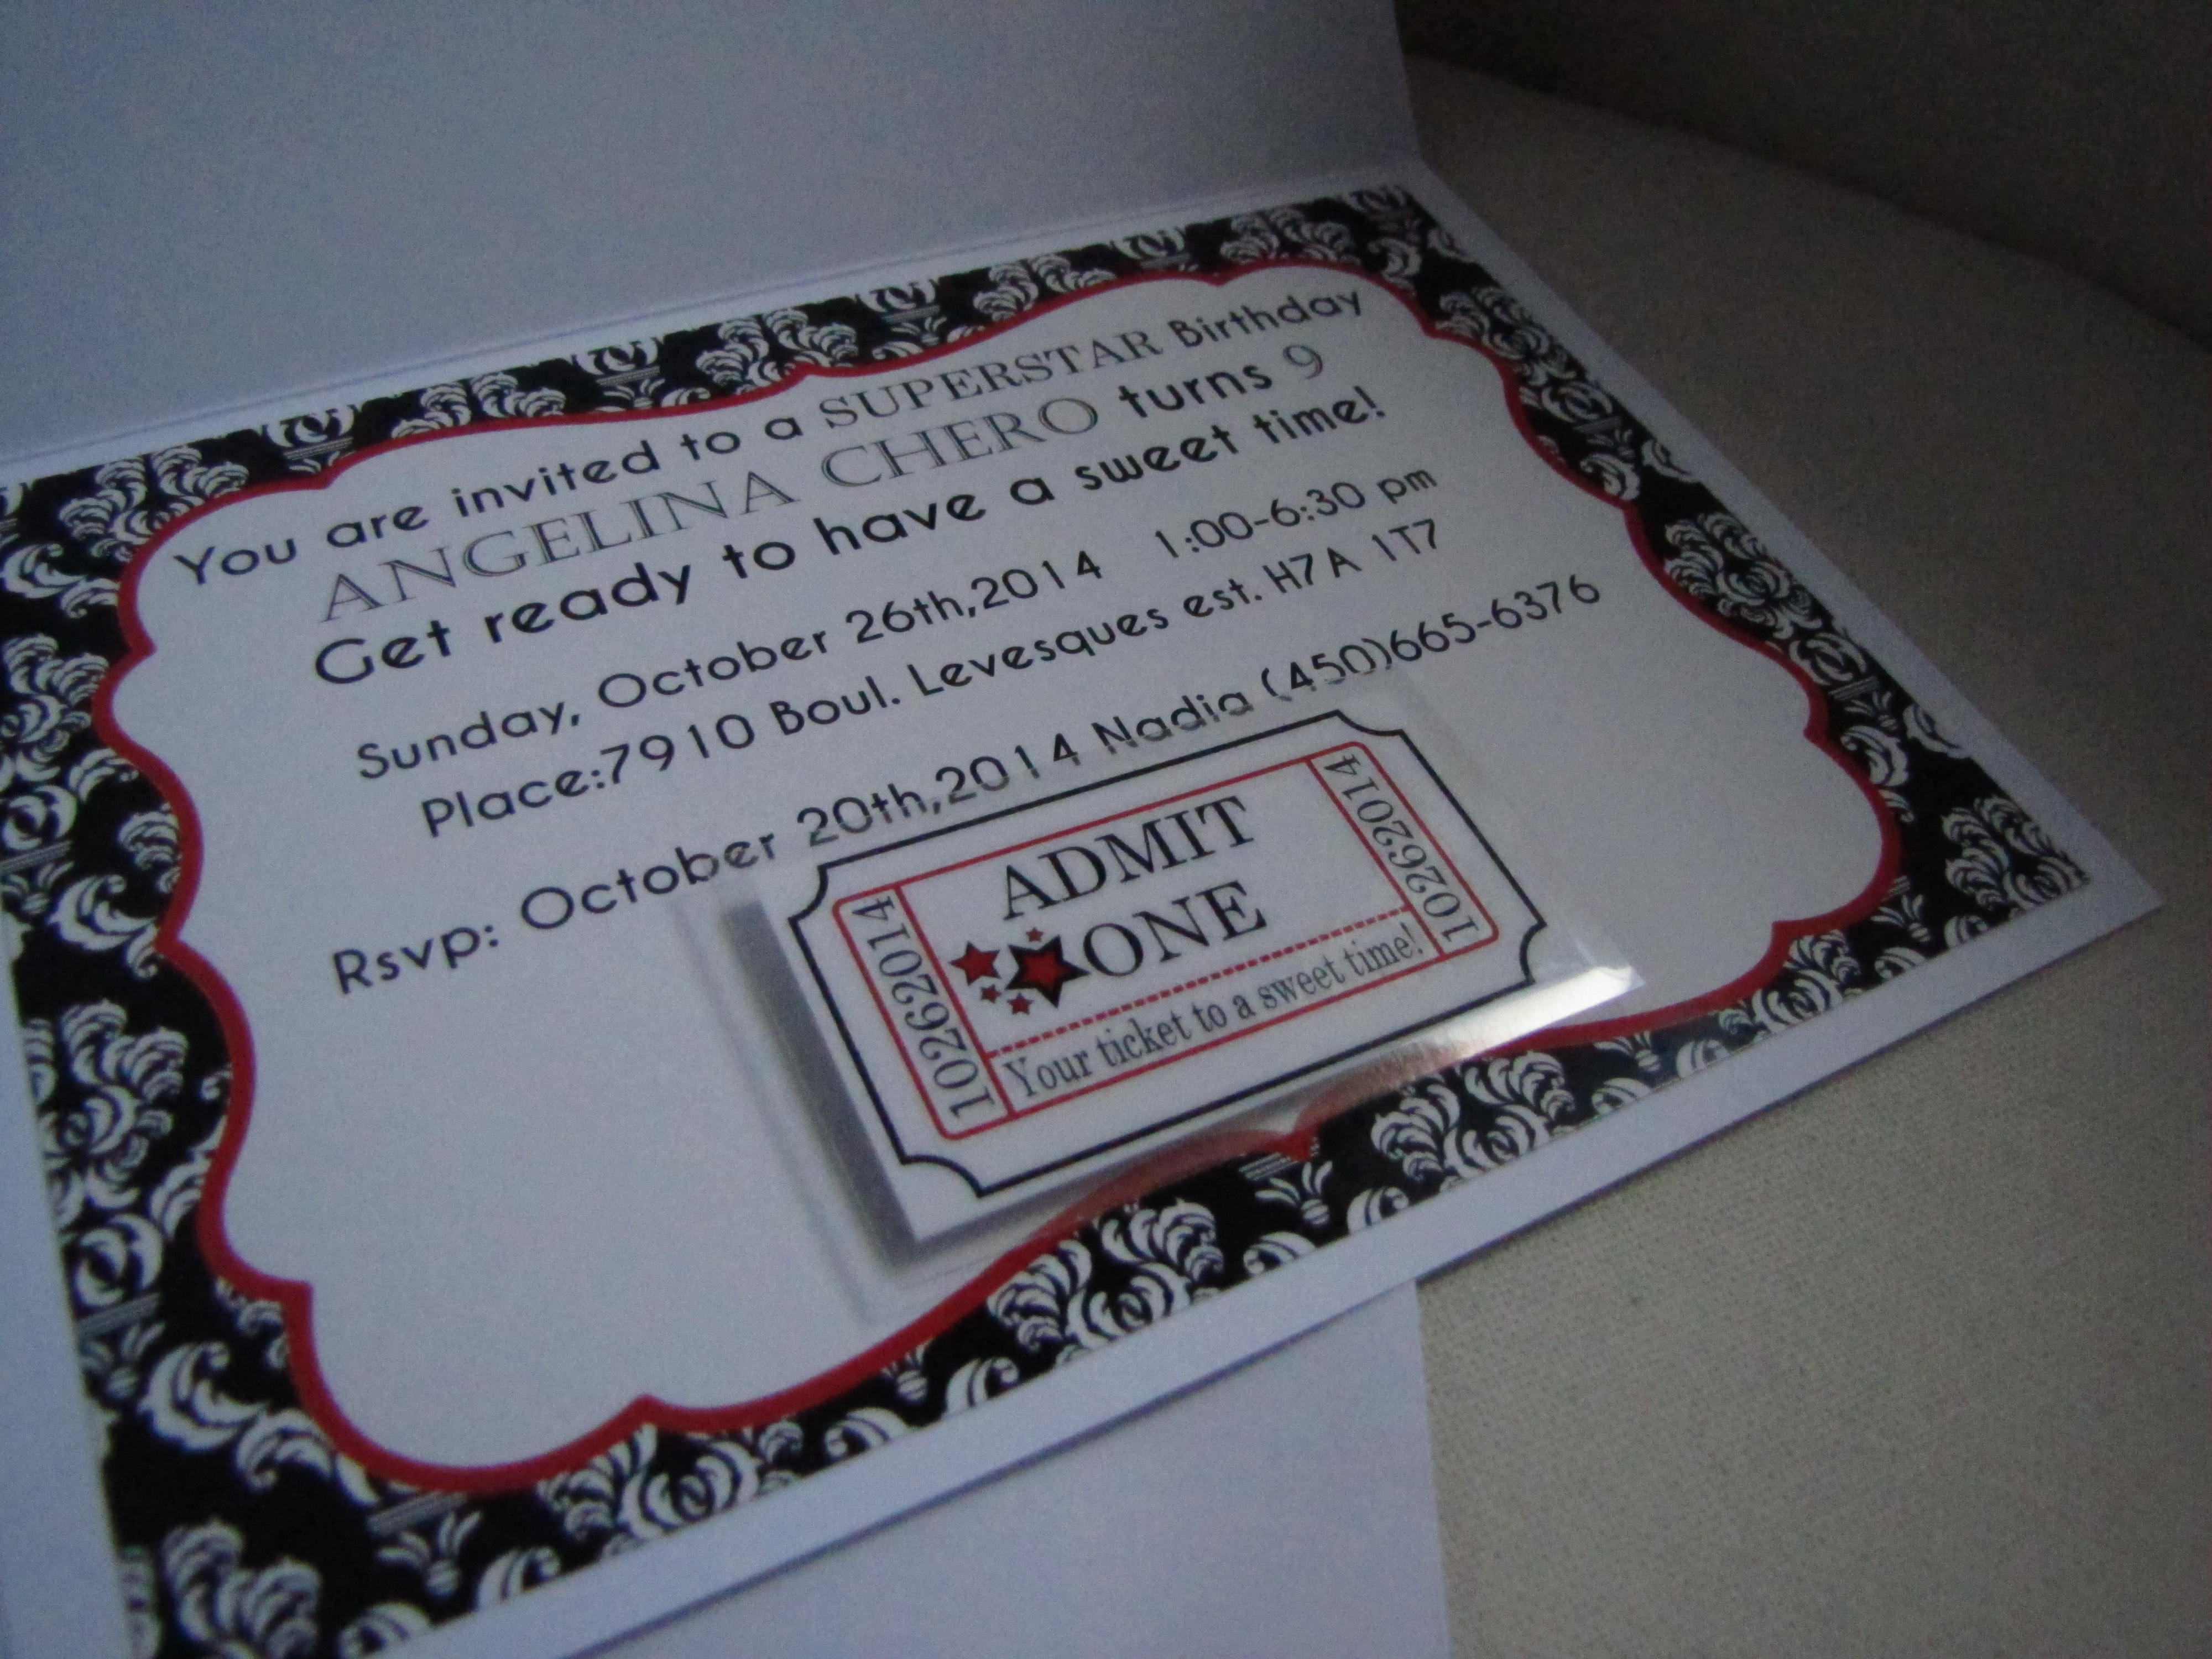 You are invited to a SUPERSTAR Birthday
ANGELINA CHERO turns 9
Get ready to have a sweet time!
Sunday, October 26th,2014 1:00-6:30 pm
Place:7910 Boul. Levesques est. H7A 1T7
Rsvp: October 20th,2014 Nadia (450)665-6376
10262014
ADMIT
ONE
Your ticket to a sweet time!
10262014